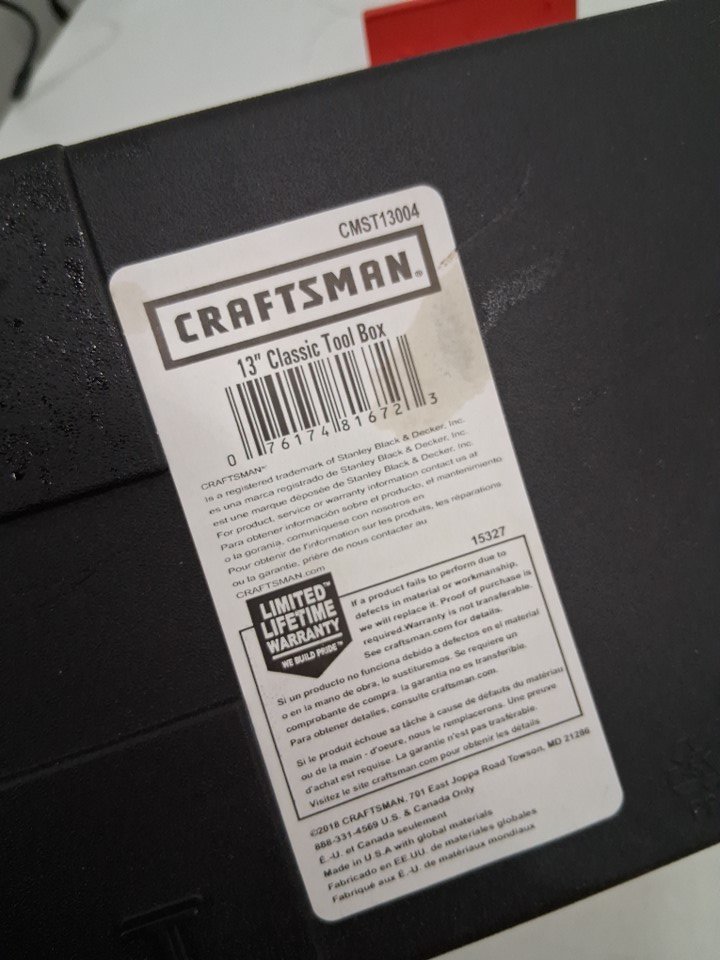 CMST13004
CRAFTSMAN®
13" Classic Tool Box
0 76174 81672 3
CRAFTSMAN™
is a registered trademark of Stanley Black & Decker, Inc.
es una marca registrado de Stanley Black & Decker, Inc.
est une marque déposée de Stanley Black & Decker, Inc.
For product, service or warranty information contact us at
Para obtener información sobre el producto, el mantenimiento
o la gorania, comuniquese con nosotros en
Pour obtenir de l'information sur les produits, les réparations
ou la garantie, prière de nous contacter au
CRAFTSMAN.com
15327
LIMITED™
LIFETIME
WARRANTY
WE BUILD PRIDE™
If a product fails to perform due to
defects in material or workmanship,
we will replace it. Proof of purchase is
required.Warranty is not transferable.
See craftsman.com for details.
Si un producto no funciona debido a defectos en el material
o en la mano de obra, lo sustituremos. Se requiere un
comprobante de compra. la garantia no es transferible.
Para obtener detalles, consulte craftsman.com.
Si le produit échoue sa tâche à cause de défauts du matériau
ou de la main - d'oeure, nous le remplacerons. Une preuve
d'achat est requise. La garantie n'est pas trasférable.
Visitez le site craftsman.com pour obtenir les détails
©2018 CRAFTSMAN, 701 East Joppa Road Towson, MD 21286
888-331-4569 U.S. & Canada Only
É.-U. et Canada seulement
Made in U.S.A with global materials
Fabricado en EE.UU. de materiales globales
Fabriqué aux É.-U. de matériaux mondiaux